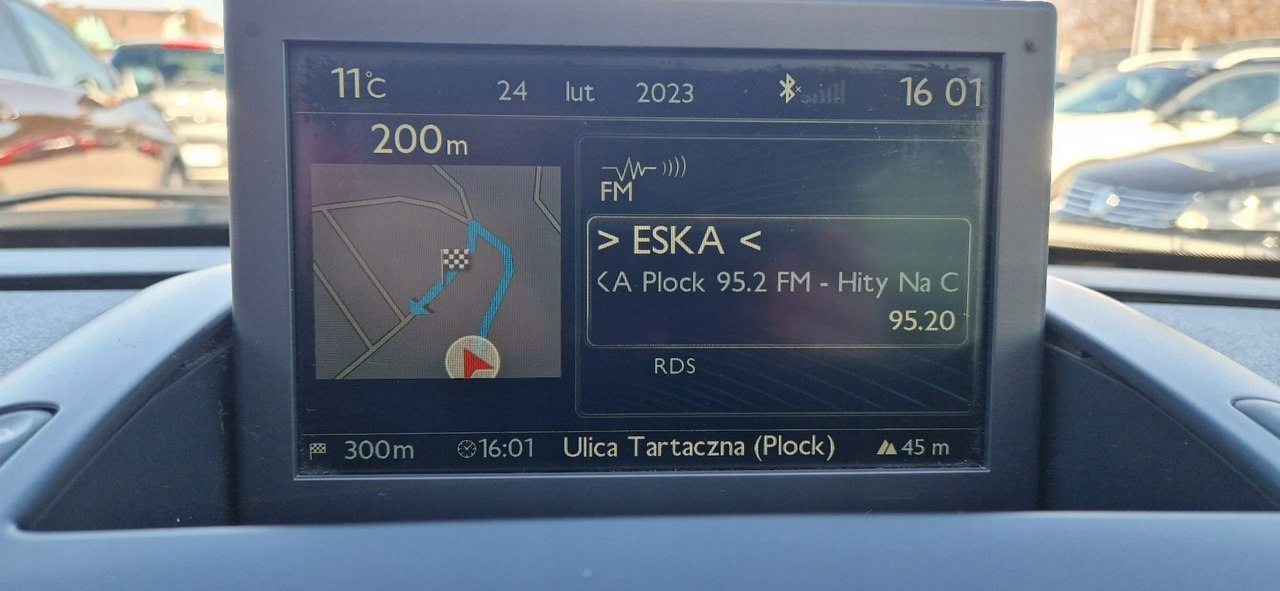 11°C 24 lut 2023 16 01
200m
FM
> ESKA <
KA Plock 95.2 FM - Hity Na C
95.20
RDS
300m 16:01 Ulica Tartaczna (Plock) 45 m